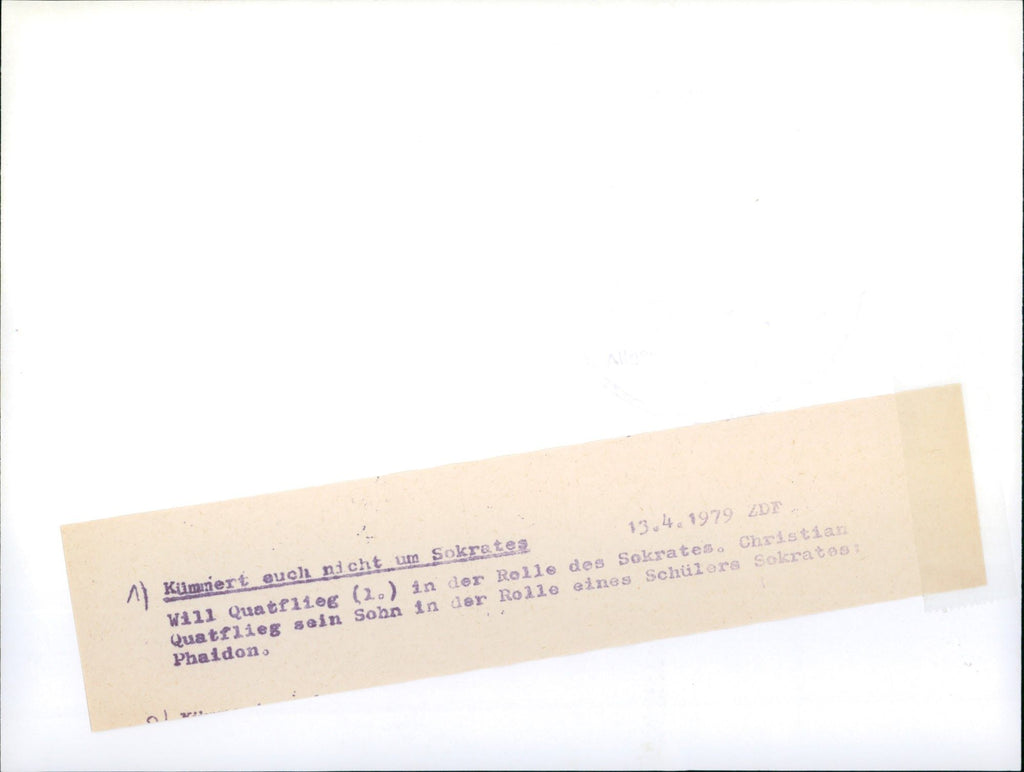 13.4.1979 ZDF
1) Kümmert euch nicht um Sokrates
Will Quatflieg (l.) in der Rolle des Sokrates. Christian
Quatflieg sein Sohn in der Rolle eines Schülers Sokrates:
Phaidon.